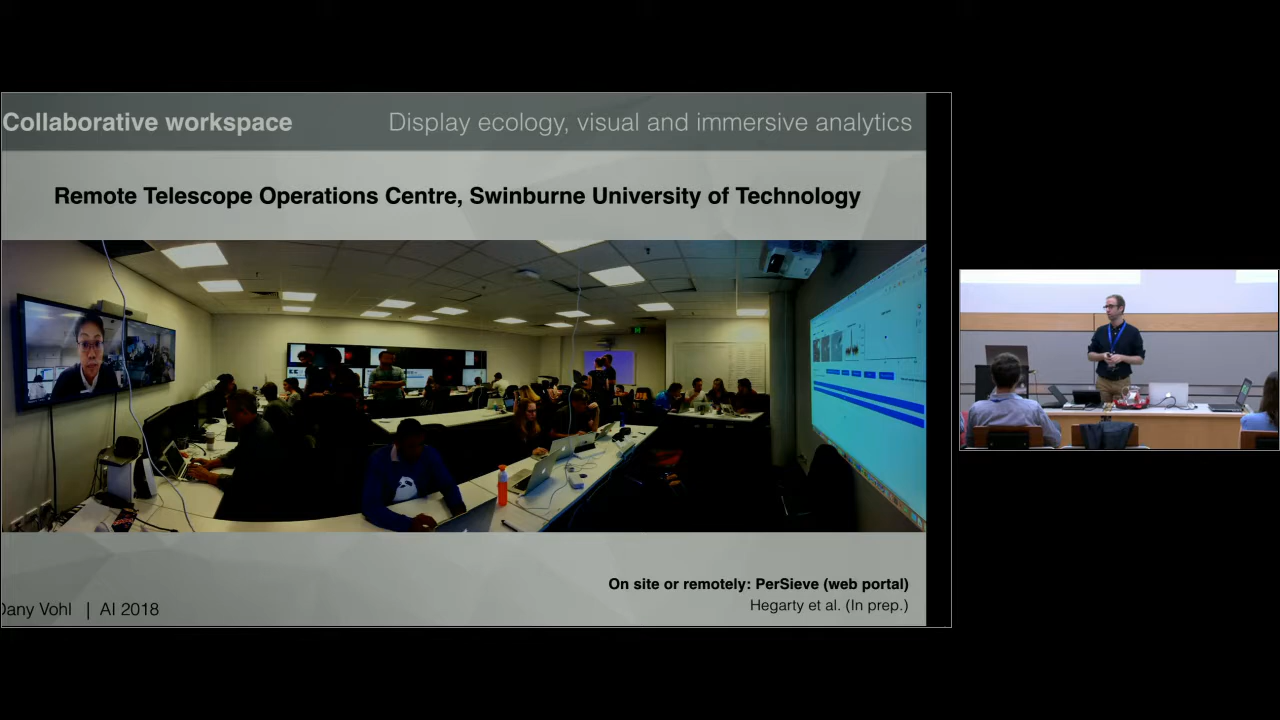 Collaborative workspace
Display ecology, visual and immersive analytics
Remote Telescope Operations Centre, Swinburne University of Technology
On site or remotely: PerSieve (web portal)
Hegarty et al. (In prep.)
Dany Vohl | AI 2018